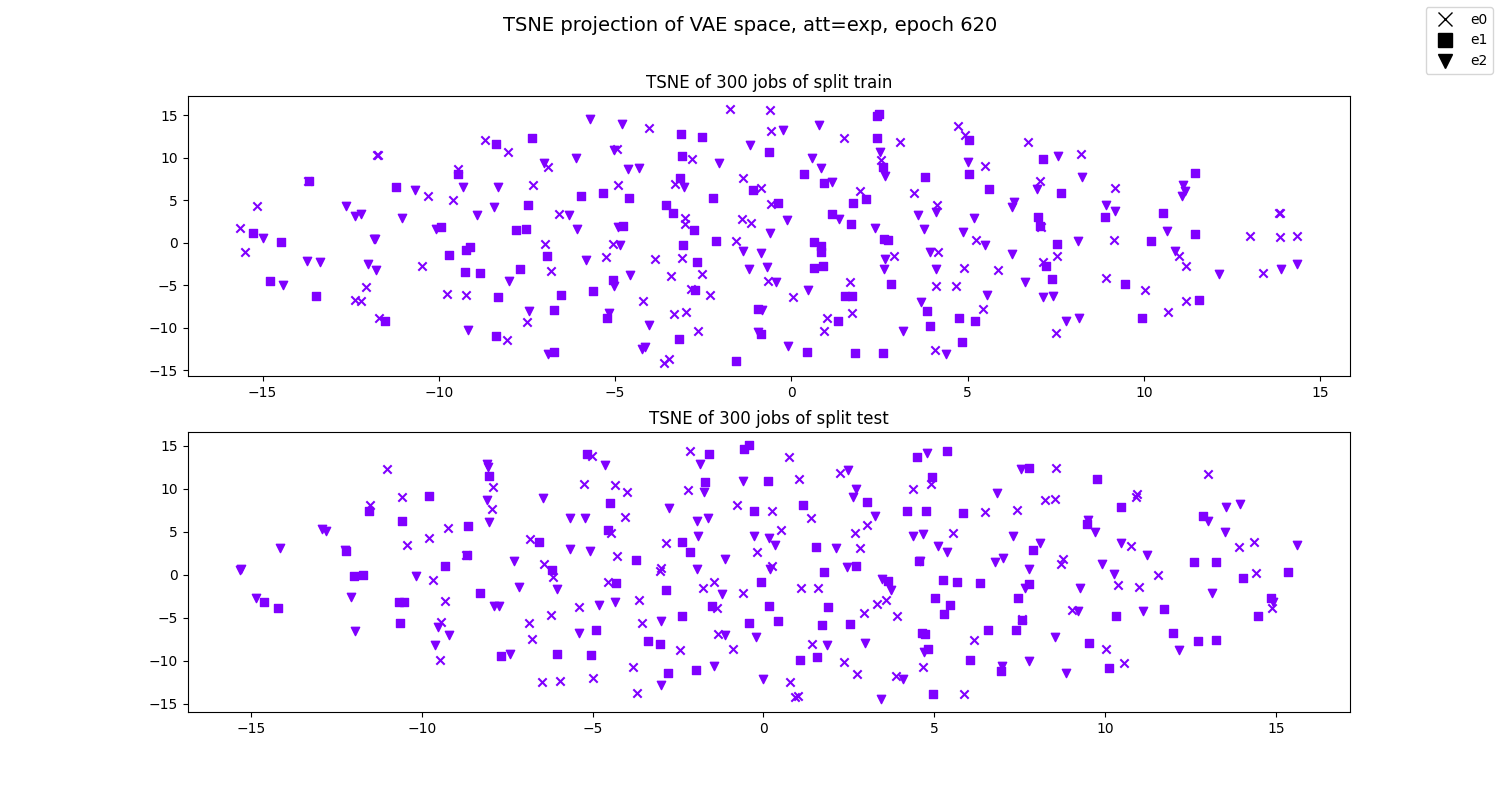 TSNE projection of VAE space, att=exp, epoch 620
e0
e1
e2
TSNE of 300 jobs of split train
15
10
5
0
−5
−10
−15
−15 −10 −5 0 5 10 15
TSNE of 300 jobs of split test
15
10
5
0
−5
−10
−15
−15 −10 −5 0 5 10 15